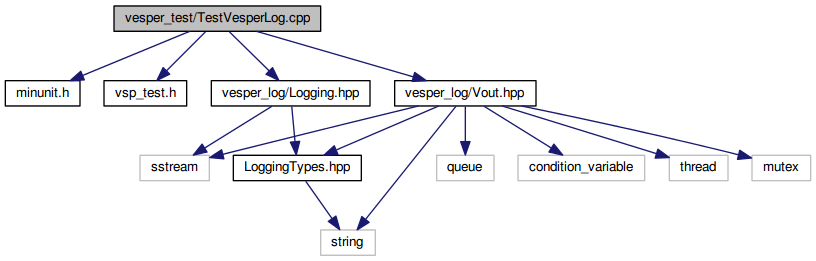 vesper_test/TestVesperLog.cpp
minunit.h
vsp_test.h
vesper_log/Logging.hpp
vesper_log/Vout.hpp
sstream
LoggingTypes.hpp
queue
condition_variable
thread
mutex
string